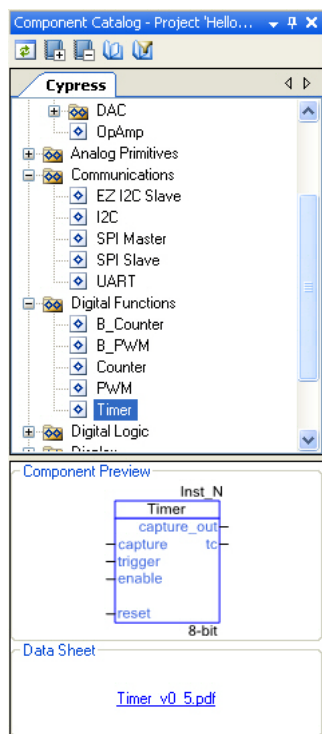 Component Catalog - Project 'Hello...
Cypress
DAC
OpAmp
Analog Primitives
Communications
EZ I2C Slave
I2C
SPI Master
SPI Slave
UART
Digital Functions
B_Counter
B_PWM
Counter
PWM
Timer
Digital Logic
Display
Component Preview
Inst_N
Timer
capture_out
capture tc
trigger
enable
reset
8-bit
Data Sheet
Timer_v0_5.pdf